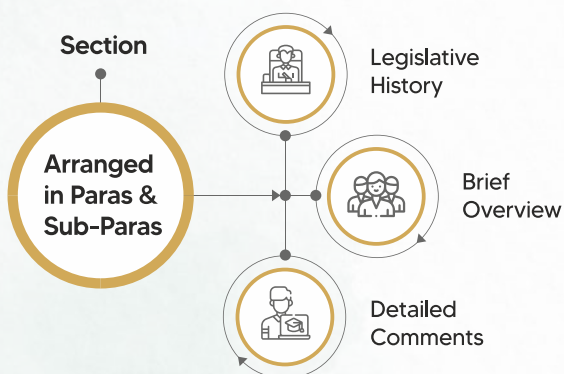 Section
Arranged
in Paras &
Sub-Paras
Legislative
History
Brief
Overview
Detailed
Comments